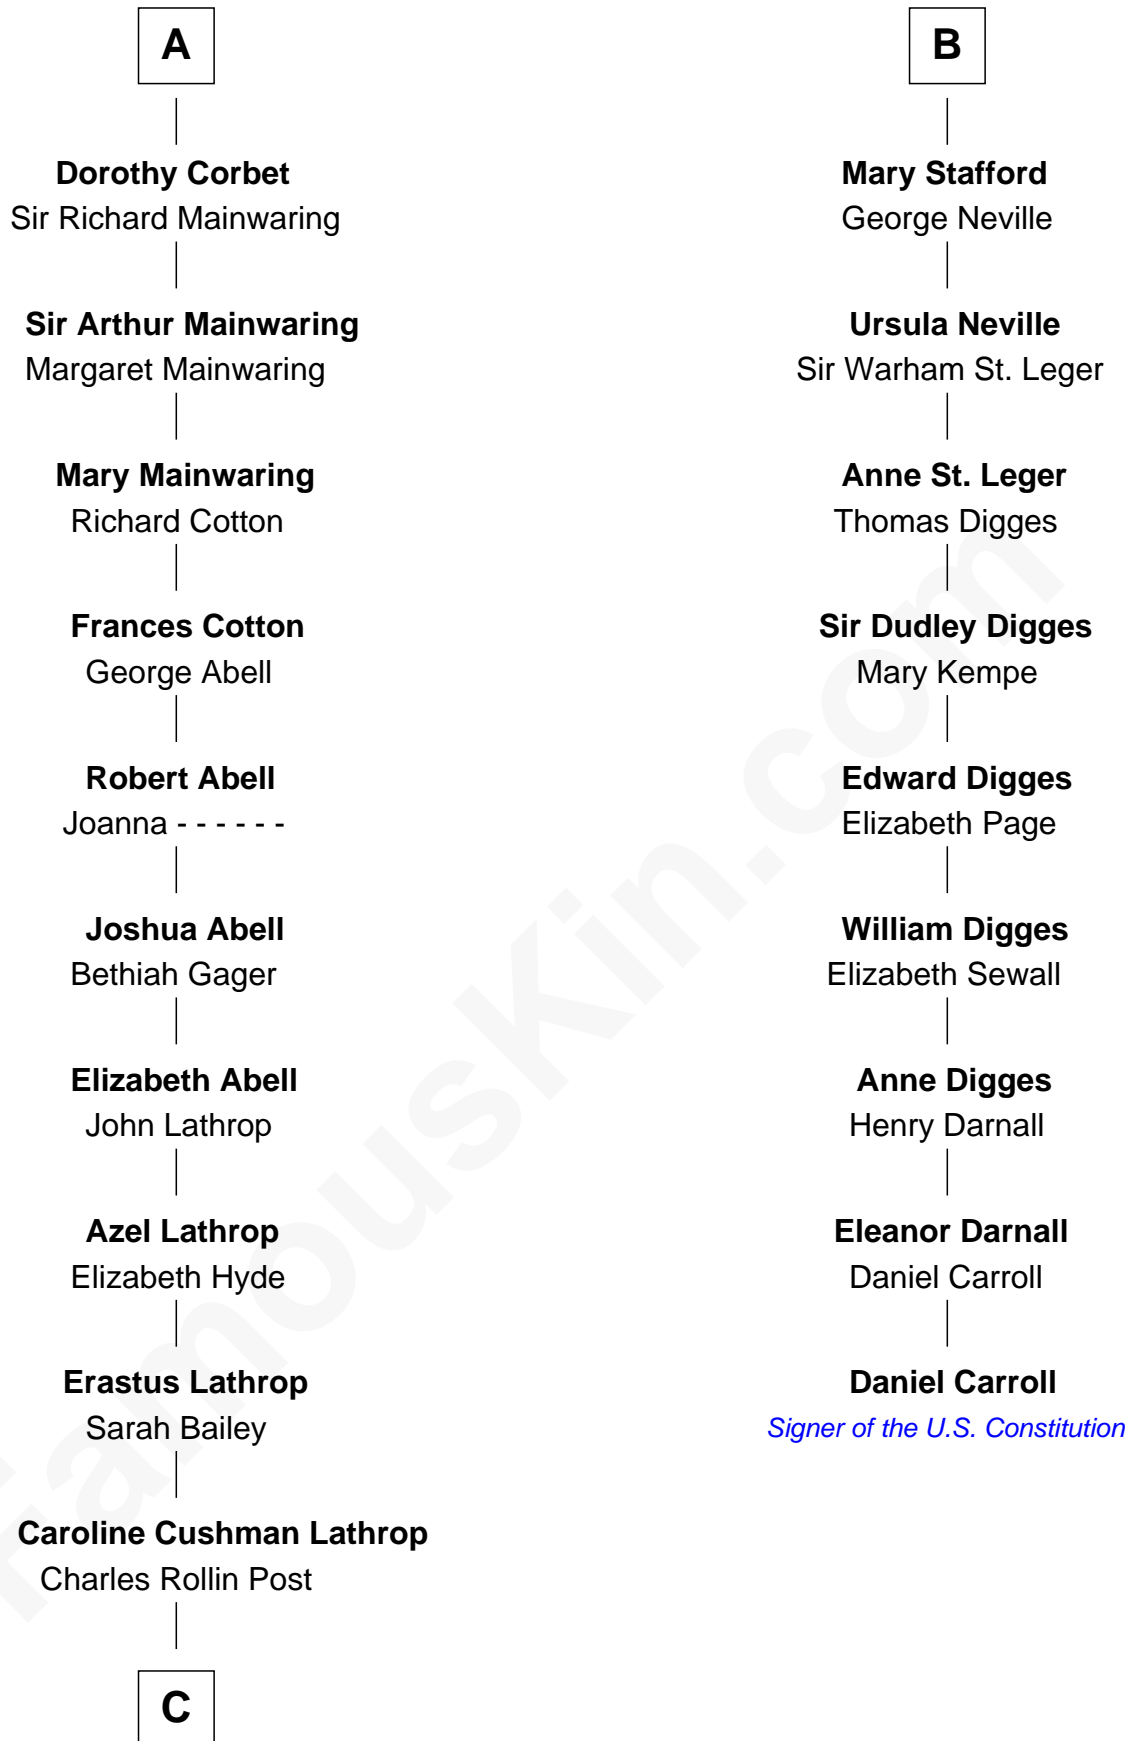 A
Dorothy Corbet
Sir Richard Mainwaring
Sir Arthur Mainwaring
Margaret Mainwaring
Mary Mainwaring
Richard Cotton
Frances Cotton
George Abell
Robert Abell
Joanna - - - - - -
Joshua Abell
Bethiah Gager
Elizabeth Abell
John Lathrop
Azel Lathrop
Elizabeth Hyde
Erastus Lathrop
Sarah Bailey
Caroline Cushman Lathrop
Charles Rollin Post
C
B
Mary Stafford
George Neville
Ursula Neville
Sir Warham St. Leger
Anne St. Leger
Thomas Digges
Sir Dudley Digges
Mary Kempe
Edward Digges
Elizabeth Page
William Digges
Elizabeth Sewall
Anne Digges
Henry Darnall
Eleanor Darnall
Daniel Carroll
Daniel Carroll
Signer of the U.S. Constitution
FamousKin.com